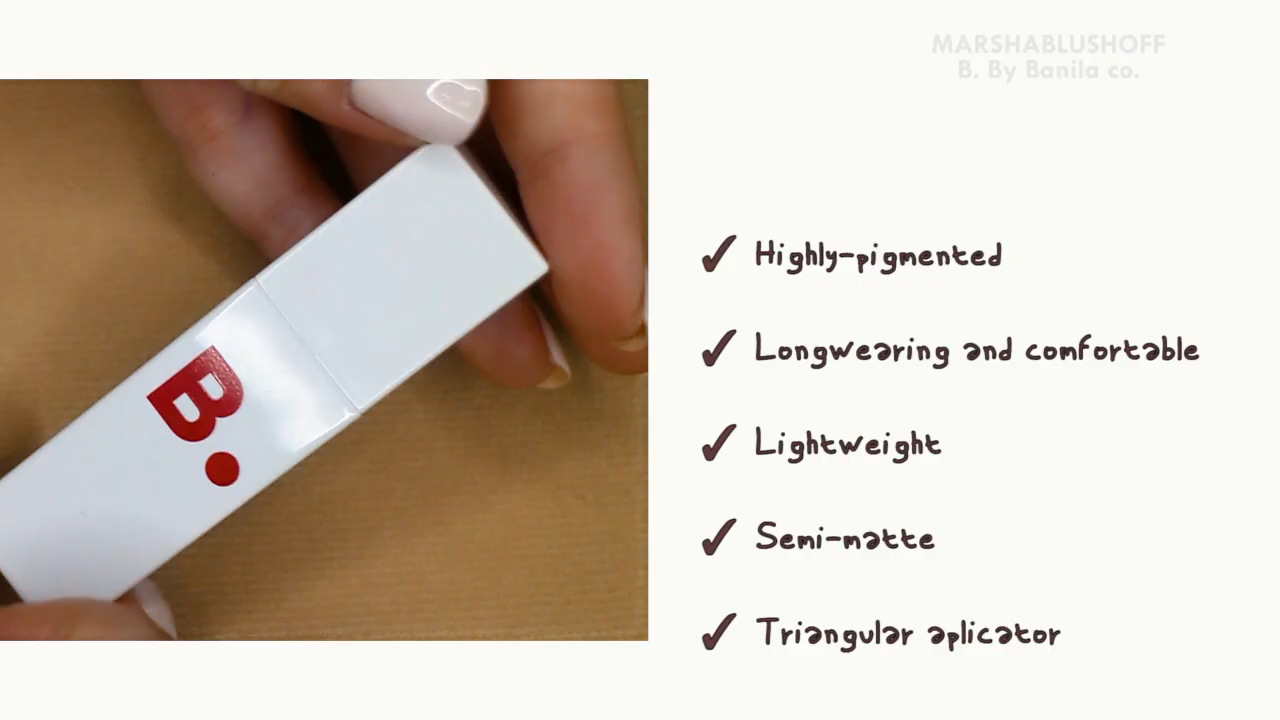 MARSHABLUSHOFF
B. By Banila co.
B.
Highly-pigmented
Longwearing and comfortable
Lightweight
Semi-matte
Triangular aplicator